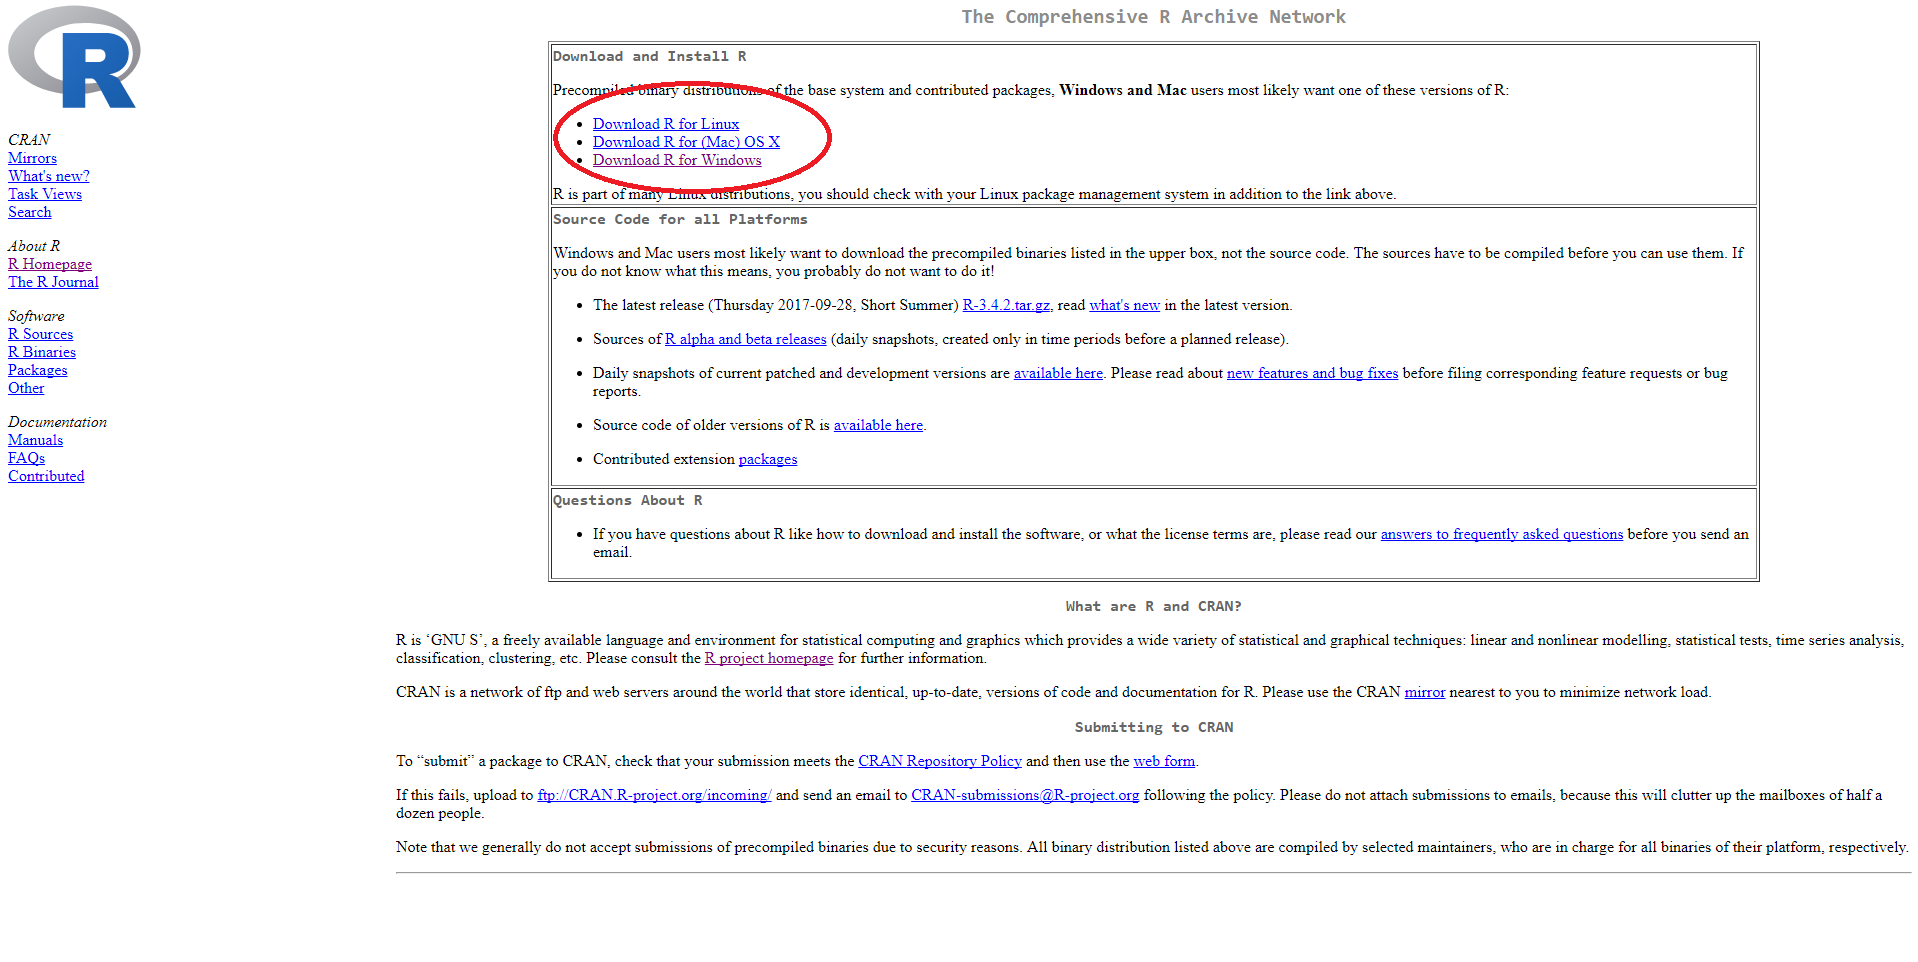 R
CRAN
Mirrors
What's new?
Task Views
Search
About R
R Homepage
The R Journal
Software
R Sources
R Binaries
Packages
Other
Documentation
Manuals
FAQs
Contributed
The Comprehensive R Archive Network
Download and Install R
Precompiled binary distributions of the base system and contributed packages, Windows and Mac users most likely want one of these versions of R:
• Download R for Linux
• Download R for (Mac) OS X
• Download R for Windows
R is part of many Linux distributions, you should check with your Linux package management system in addition to the link above.
Source Code for all Platforms
Windows and Mac users most likely want to download the precompiled binaries listed in the upper box, not the source code. The sources have to be compiled before you can use them. If
you do not know what this means, you probably do not want to do it!
• The latest release (Thursday 2017-09-28, Short Summer) R-3.4.2.tar.gz, read what's new in the latest version.
• Sources of R alpha and beta releases (daily snapshots, created only in time periods before a planned release).
• Daily snapshots of current patched and development versions are available here. Please read about new features and bug fixes before filing corresponding feature requests or bug
reports.
• Source code of older versions of R is available here.
• Contributed extension packages
Questions About R
• If you have questions about R like how to download and install the software, or what the license terms are, please read our answers to frequently asked questions before you send an
email.
What are R and CRAN?
R is ‘GNU S’, a freely available language and environment for statistical computing and graphics which provides a wide variety of statistical and graphical techniques: linear and nonlinear modelling, statistical tests, time series analysis,
classification, clustering, etc. Please consult the R project homepage for further information.
CRAN is a network of ftp and web servers around the world that store identical, up-to-date, versions of code and documentation for R. Please use the CRAN mirror nearest to you to minimize network load.
Submitting to CRAN
To “submit” a package to CRAN, check that your submission meets the CRAN Repository Policy and then use the web form.
If this fails, upload to ftp://CRAN.R-project.org/incoming/ and send an email to CRAN-submissions@R-project.org following the policy. Please do not attach submissions to emails, because this will clutter up the mailboxes of half a
dozen people.
Note that we generally do not accept submissions of precompiled binaries due to security reasons. All binary distribution listed above are compiled by selected maintainers, who are in charge for all binaries of their platform, respectively.